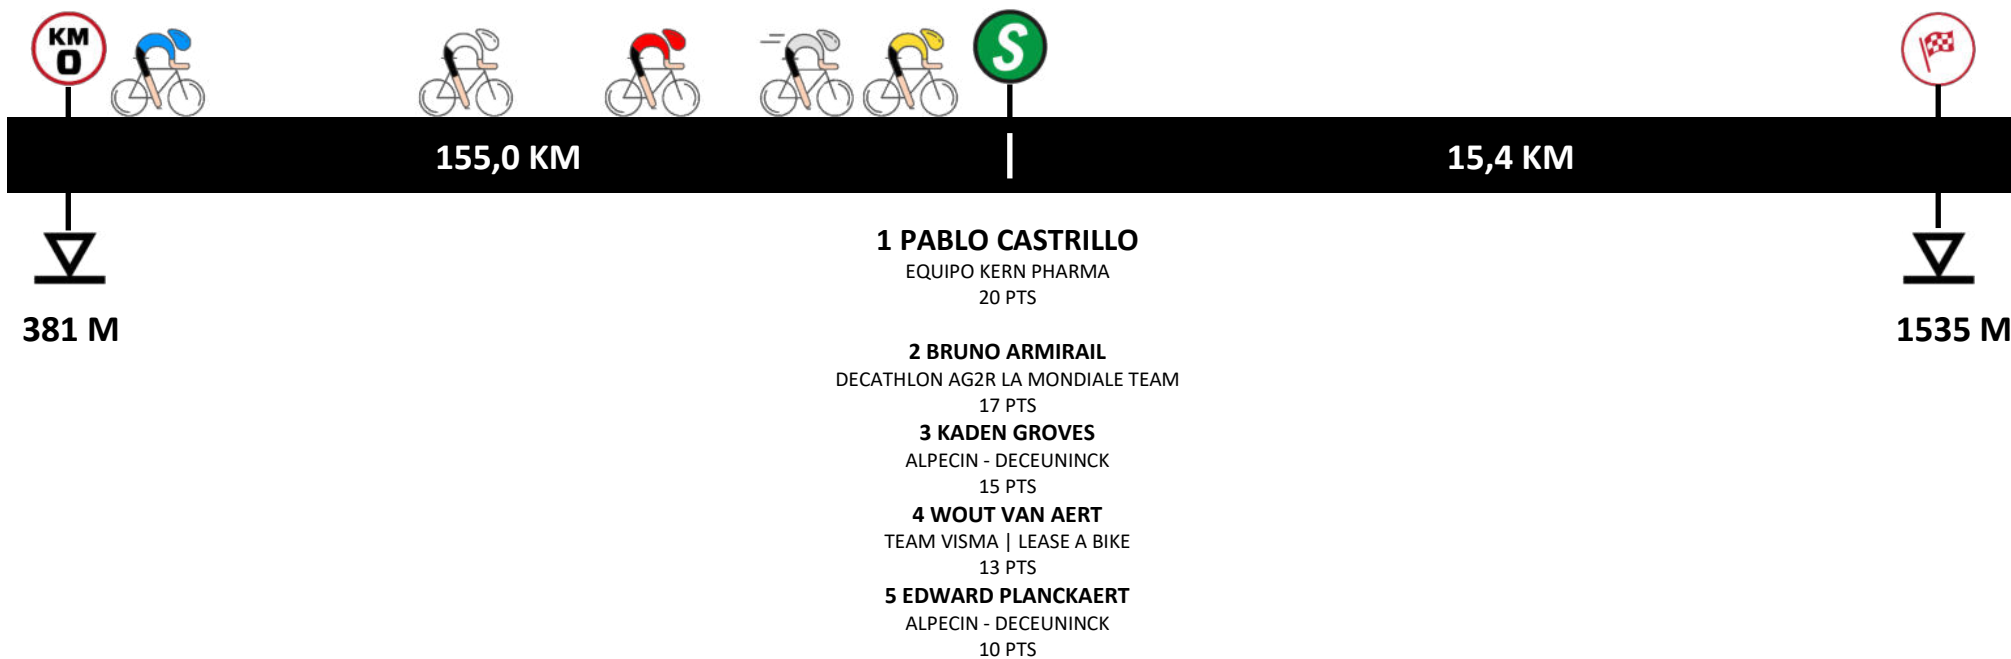 KM
0
S
155,0 KM
15,4 KM
381 M
1535 M
1 PABLO CASTRILLO
EQUIPO KERN PHARMA
20 PTS
2 BRUNO ARMIRAIL
DECATHLON AG2R LA MONDIALE TEAM
17 PTS
3 KADEN GROVES
ALPECIN - DECEUNINCK
15 PTS
4 WOUT VAN AERT
TEAM VISMA | LEASE A BIKE
13 PTS
5 EDWARD PLANCKAERT
ALPECIN - DECEUNINCK
10 PTS